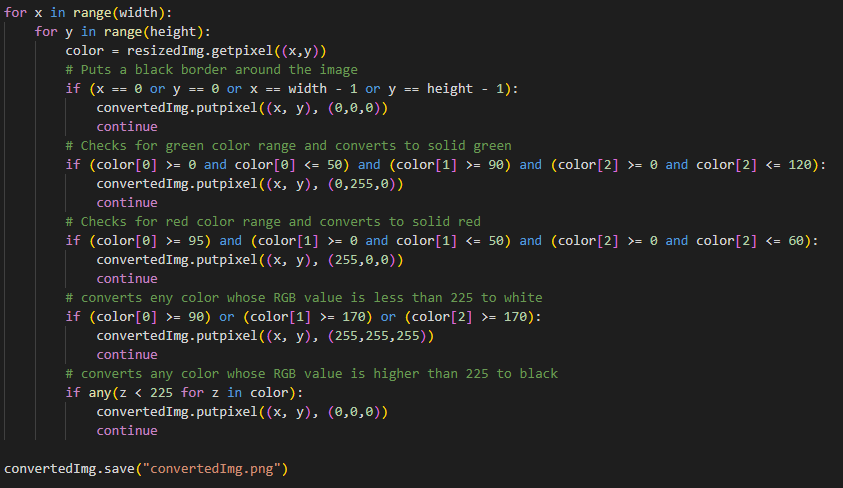 for x in range(width):
    for y in range(height):
        color = resizedImg.getpixel((x,y))
        # Puts a black border around the image
        if (x == 0 or y == 0 or x == width - 1 or y == height - 1):
            convertedImg.putpixel((x, y), (0,0,0))
            continue
        # Checks for green color range and converts to solid green
        if (color[0] >= 0 and color[0] <= 50) and (color[1] >= 90) and (color[2] >= 0 and color[2] <= 120):
            convertedImg.putpixel((x, y), (0,255,0))
            continue
        # Checks for red color range and converts to solid red
        if (color[0] >= 95) and (color[1] >= 0 and color[1] <= 50) and (color[2] >= 0 and color[2] <= 60):
            convertedImg.putpixel((x, y), (255,0,0))
            continue
        # converts eny color whose RGB value is less than 225 to white
        if (color[0] >= 90) or (color[1] >= 170) or (color[2] >= 170):
            convertedImg.putpixel((x, y), (255,255,255))
            continue
        # converts any color whose RGB value is higher than 225 to black
        if any(z < 225 for z in color):
            convertedImg.putpixel((x, y), (0,0,0))
            continue

convertedImg.save("convertedImg.png")